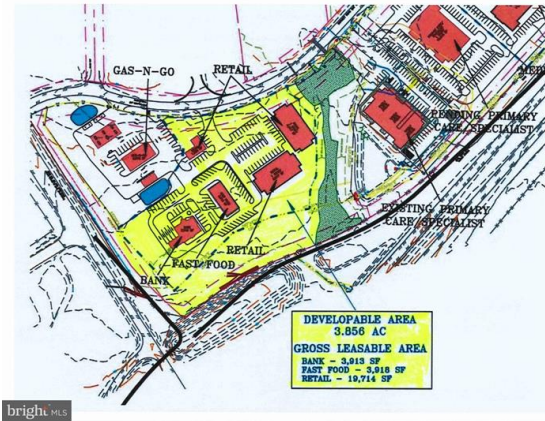 GAS-N-GO
RETAIL
PENDING PRIMARY
CARE SPECIALIST
EXISTING PRIMARY
CARE SPECIALIST
RETAIL
FAST FOOD
BANK
DEVELOPABLE AREA
3.856 AC
GROSS LEASABLE AREA
BANK - 3,913 SF
FAST FOOD - 3,918 SF
RETAIL - 19,714 SF
bright MLS